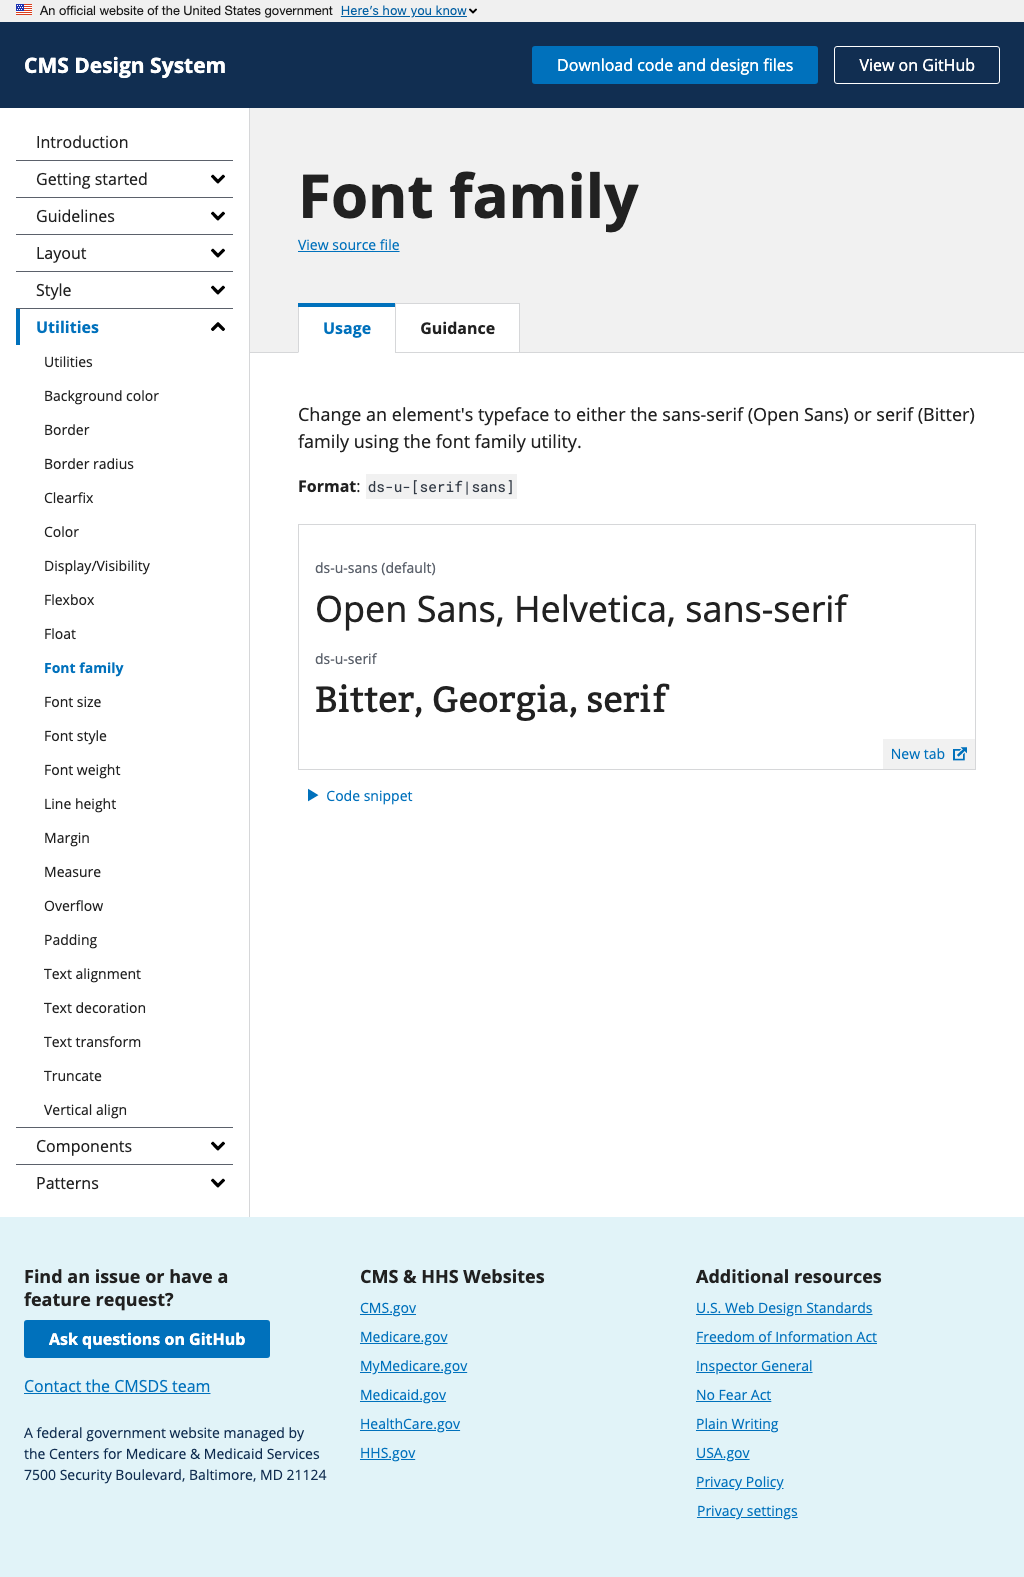 An official website of the United States government Here's how you know
CMS Design System
Download code and design files
View on GitHub
Introduction
Getting started
Guidelines
Layout
Style
Utilities
Utilities
Background color
Border
Border radius
Clearfix
Color
Display/Visibility
Flexbox
Float
Font family
Font size
Font style
Font weight
Line height
Margin
Measure
Overflow
Padding
Text alignment
Text decoration
Text transform
Truncate
Vertical align
Components
Patterns
Font family
View source file
Usage
Guidance
Change an element's typeface to either the sans-serif (Open Sans) or serif (Bitter)
family using the font family utility.
Format: ds-u-[serif|sans]
ds-u-sans (default)
Open Sans, Helvetica, sans-serif
ds-u-serif
Bitter, Georgia, serif
New tab
Code snippet
Find an issue or have a
feature request?
Ask questions on GitHub
Contact the CMSDS team
A federal government website managed by
the Centers for Medicare & Medicaid Services
7500 Security Boulevard, Baltimore, MD 21124
CMS & HHS Websites
CMS.gov
Medicare.gov
MyMedicare.gov
Medicaid.gov
HealthCare.gov
HHS.gov
Additional resources
U.S. Web Design Standards
Freedom of Information Act
Inspector General
No Fear Act
Plain Writing
USA.gov
Privacy Policy
Privacy settings